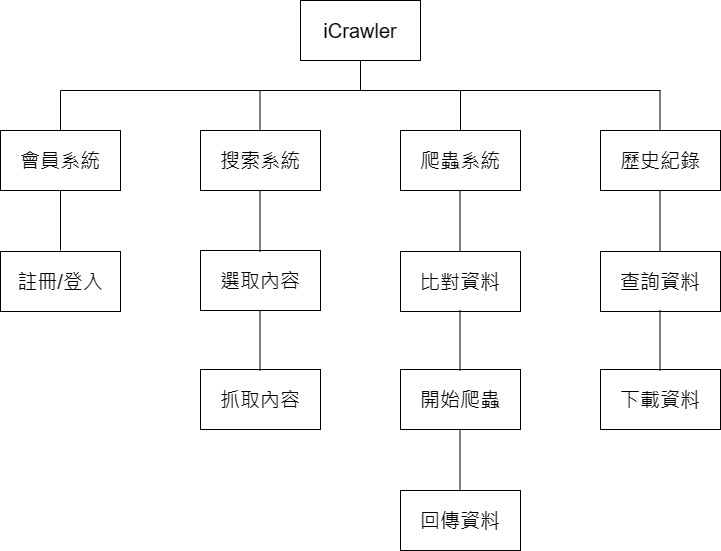 iCrawler
會員系統
搜索系統
爬蟲系統
歷史紀錄
註冊/登入
選取內容
比對資料
查詢資料
抓取內容
開始爬蟲
下載資料
回傳資料